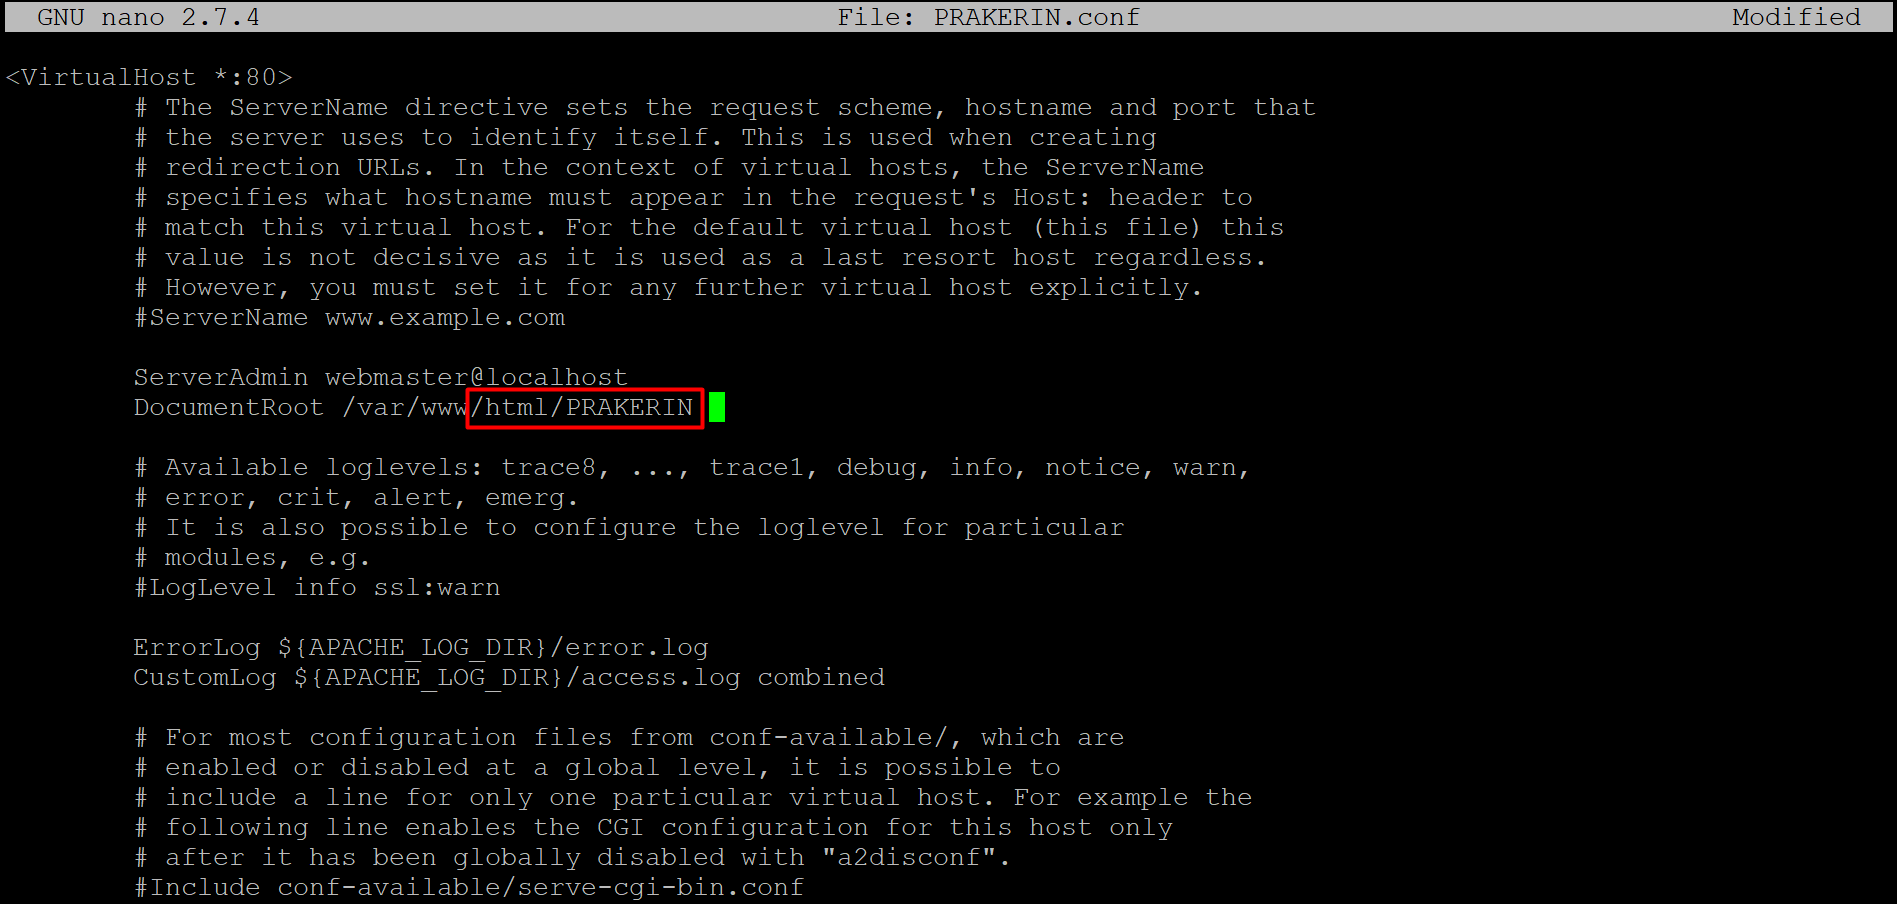 GNU nano 2.7.4 File: PRAKERIN.conf Modified
<VirtualHost *:80>
# The ServerName directive sets the request scheme, hostname and port that
# the server uses to identify itself. This is used when creating
# redirection URLs. In the context of virtual hosts, the ServerName
# specifies what hostname must appear in the request's Host: header to
# match this virtual host. For the default virtual host (this file) this
# value is not decisive as it is used as a last resort host regardless.
# However, you must set it for any further virtual host explicitly.
#ServerName www.example.com
ServerAdmin webmaster@localhost
DocumentRoot /var/www/html/PRAKERIN
# Available loglevels: trace8, ..., trace1, debug, info, notice, warn,
# error, crit, alert, emerg.
# It is also possible to configure the loglevel for particular
# modules, e.g.
#LogLevel info ssl:warn
ErrorLog ${APACHE_LOG_DIR}/error.log
CustomLog ${APACHE_LOG_DIR}/access.log combined
# For most configuration files from conf-available/, which are
# enabled or disabled at a global level, it is possible to
# include a line for only one particular virtual host. For example the
# following line enables the CGI configuration for this host only
# after it has been globally disabled with "a2disconf".
#Include conf-available/serve-cgi-bin.conf